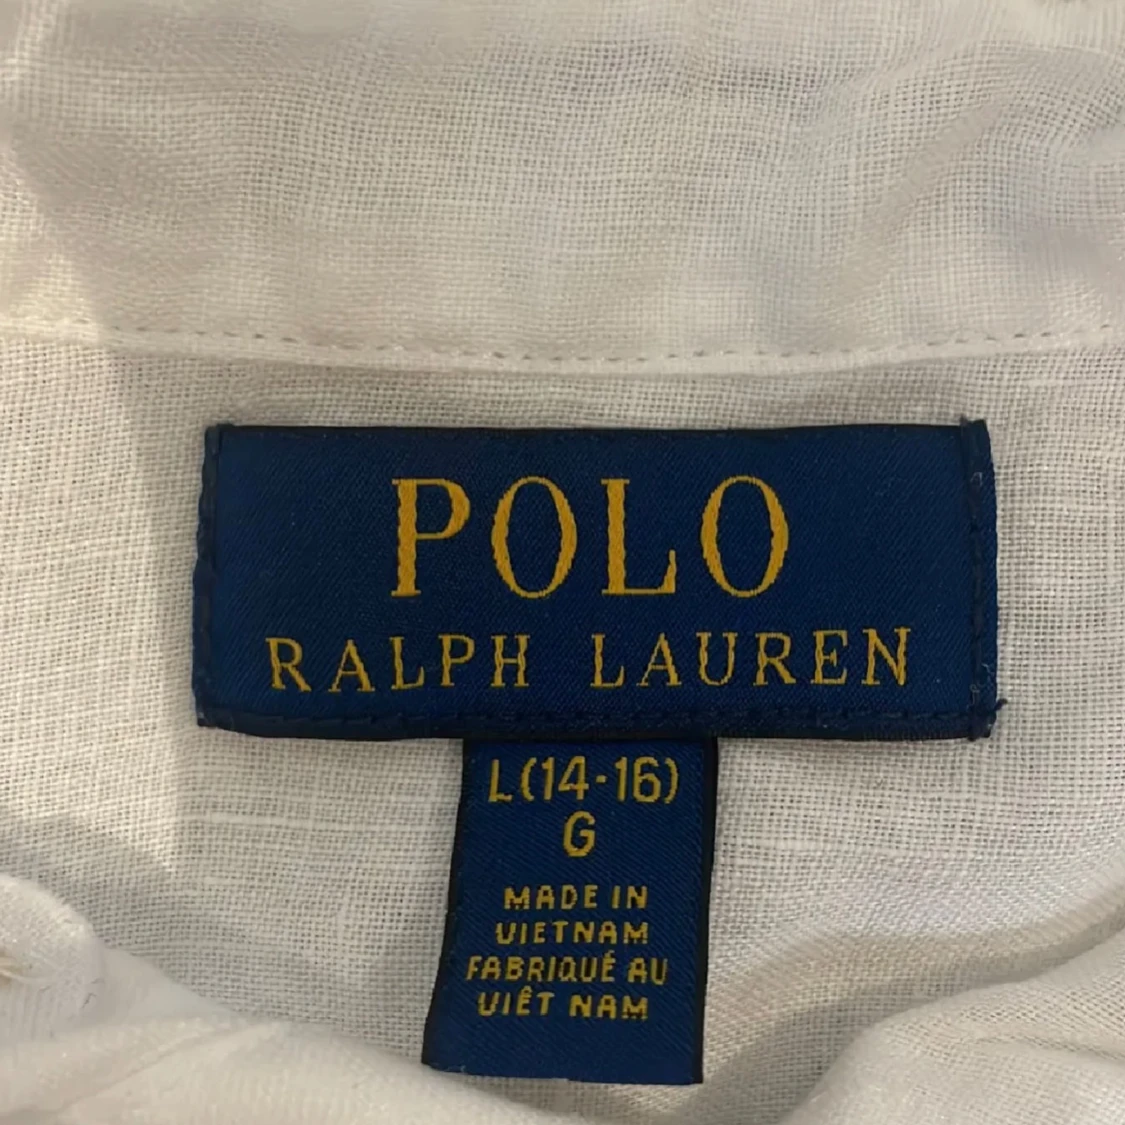 POLO
RALPH LAUREN
L(14-16)
G
MADE IN
VIETNAM
FABRIQUÉ AU
VIÊT NAM